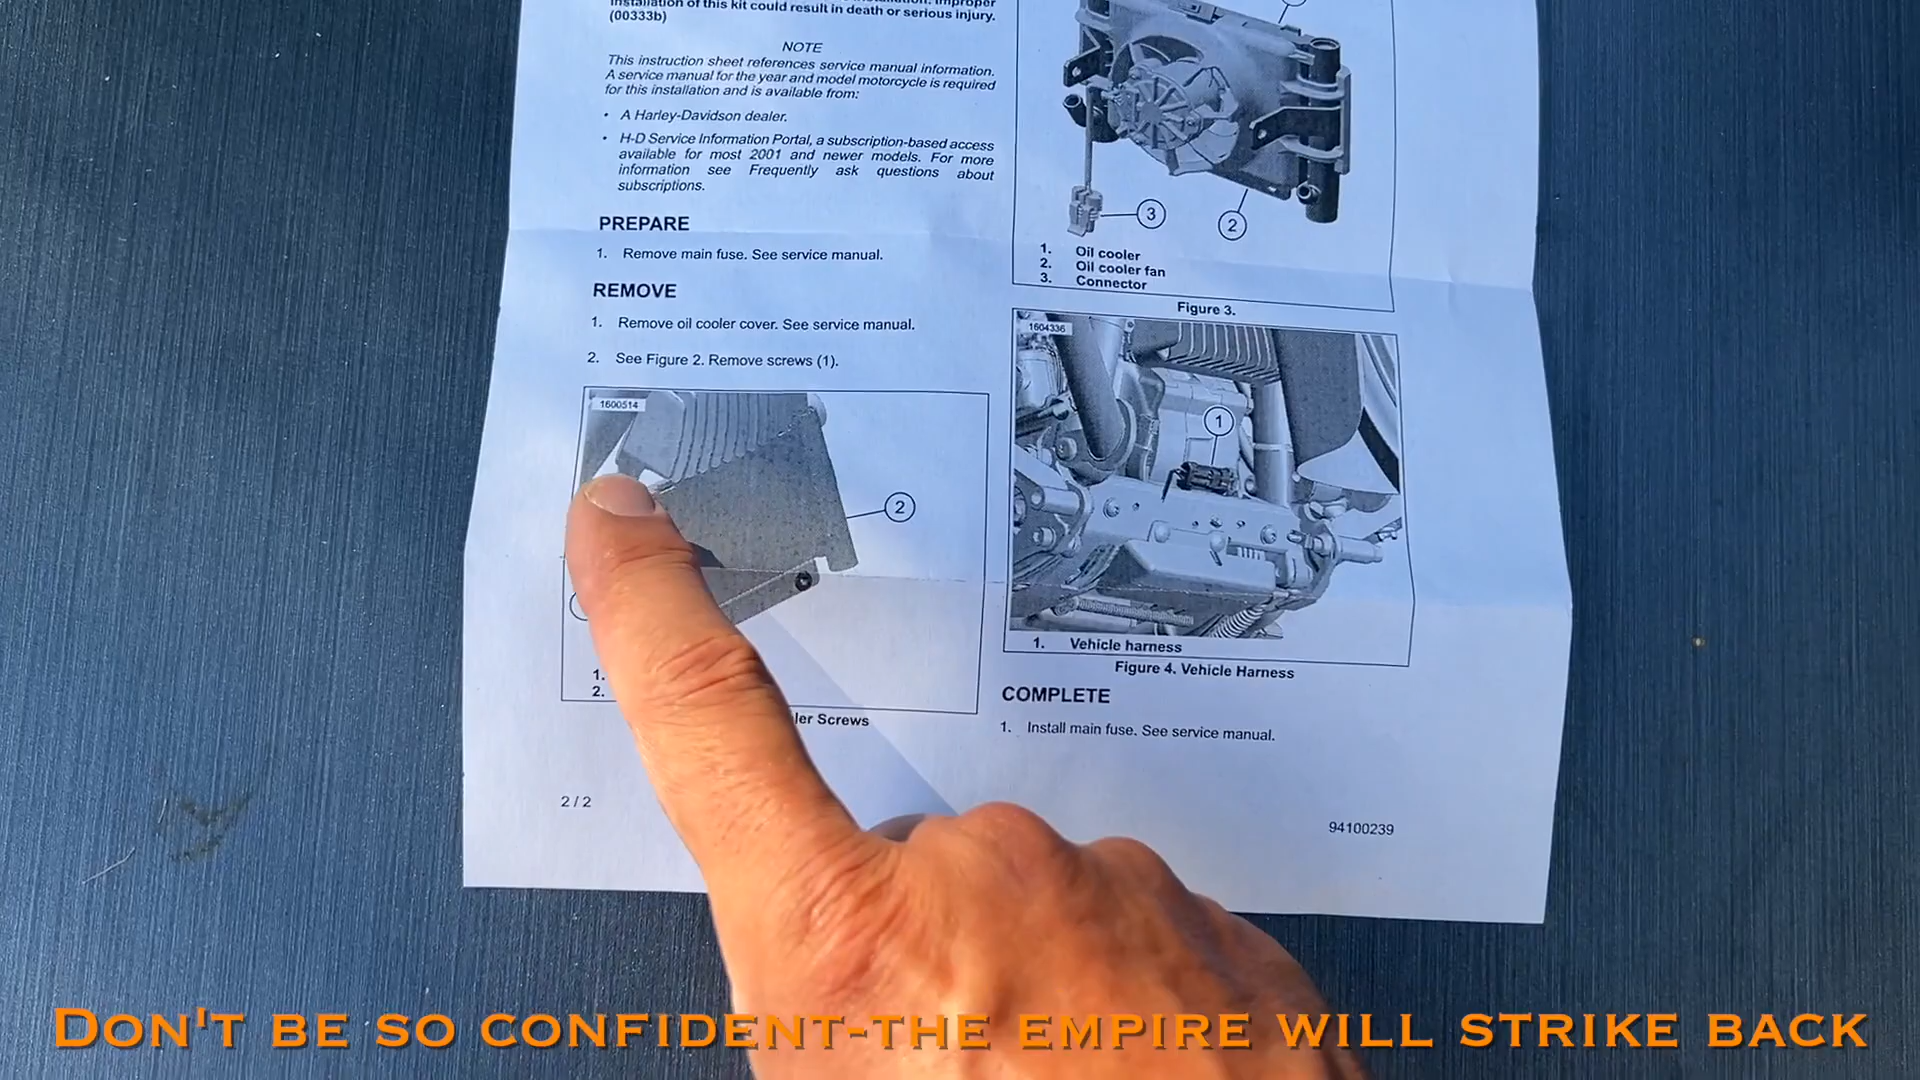 installation of this kit could result in death or serious injury.
(00333b)
NOTE
This instruction sheet references service manual information.
A service manual for the year and model motorcycle is required
for this installation and is available from:
• A Harley-Davidson dealer.
• H-D Service Information Portal, a subscription-based access
available for most 2001 and newer models. For more
information see Frequently ask questions about
subscriptions.
PREPARE
1. Remove main fuse. See service manual.
REMOVE
1. Remove oil cooler cover. See service manual.
2. See Figure 2. Remove screws (1).
1600514
2
1.
2.
ler Screws
2 / 2
3
2
1. Oil cooler
2. Oil cooler fan
3. Connector
Figure 3.
1604336
1
1. Vehicle harness
Figure 4. Vehicle Harness
COMPLETE
1. Install main fuse. See service manual.
94100239
Don't be so confident-the empire will strike back